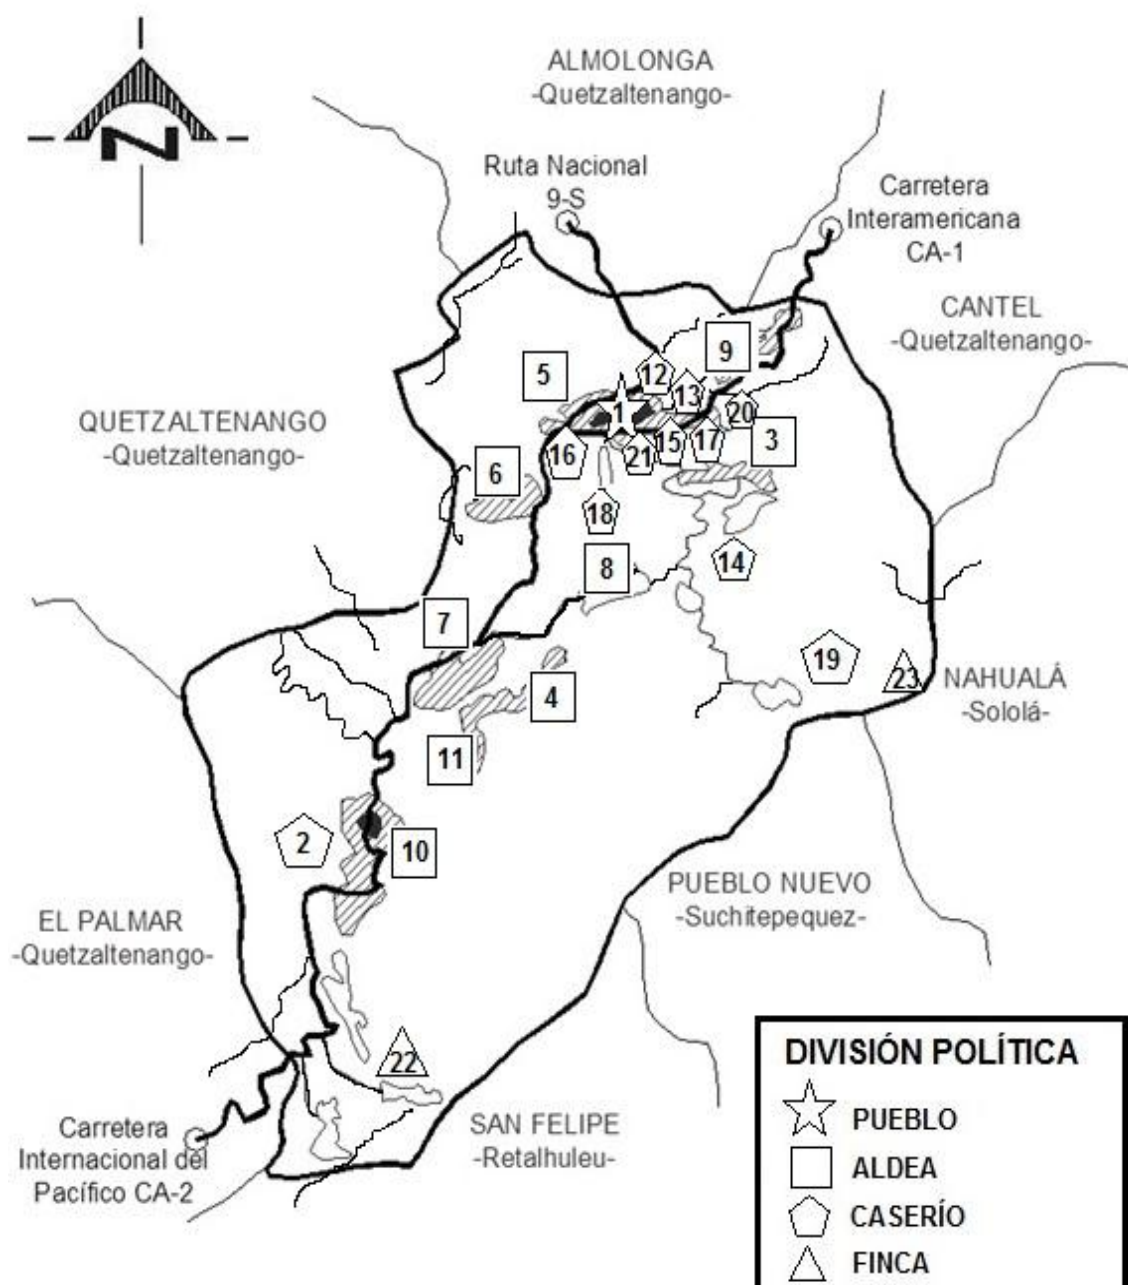 ALMOLONGA
-Quetzaltenango-
N
Ruta Nacional
9-S
Carretera
Interamericana
CA-1
CANTEL
-Quetzaltenango-
9
5
12
13
1
20
QUETZALTENANGO
-Quetzaltenango-
16
21
15
17
3
6
18
8
14
7
19
23
NAHUALÁ
-Sololá-
4
11
2
10
PUEBLO NUEVO
-Suchitepequez-
EL PALMAR
-Quetzaltenango-
22
SAN FELIPE
-Retalhuleu-
Carretera
Internacional del
Pacífico CA-2
DIVISIÓN POLÍTICA
PUEBLO
ALDEA
CASERÍO
FINCA